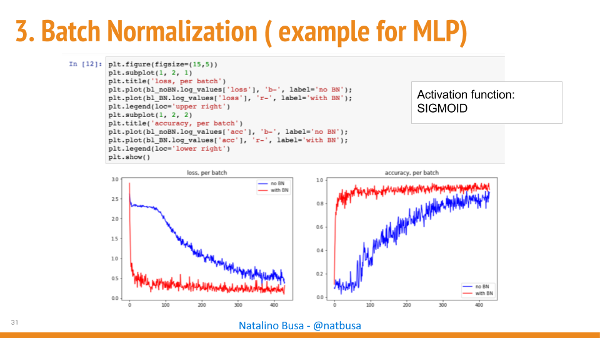 3. Batch Normalization ( example for MLP)
In [12]: plt.figure(figsize=(15,5))
plt.subplot(1, 2, 1)
plt.title('loss, per batch')
plt.plot(bl_noBN.log_values['loss'], 'b-', label='no BN');
plt.plot(bl_BN.log_values['loss'], 'r-', label='with BN');
plt.legend(loc='upper right')
plt.subplot(1, 2, 2)
plt.title('accuracy, per batch')
plt.plot(bl_noBN.log_values['acc'], 'b-', label='no BN');
plt.plot(bl_BN.log_values['acc'], 'r-', label='with BN');
plt.legend(loc='lower right')
plt.show()
Activation function:
SIGMOID
loss, per batch
3.0
2.5
2.0
1.5
1.0
0.5
0.0
0 100 200 300 400
no BN
with BN
accuracy, per batch
1.0
0.8
0.6
0.4
0.2
0.0
0 100 200 300 400
no BN
with BN
31
Natalino Busa - @natbusa